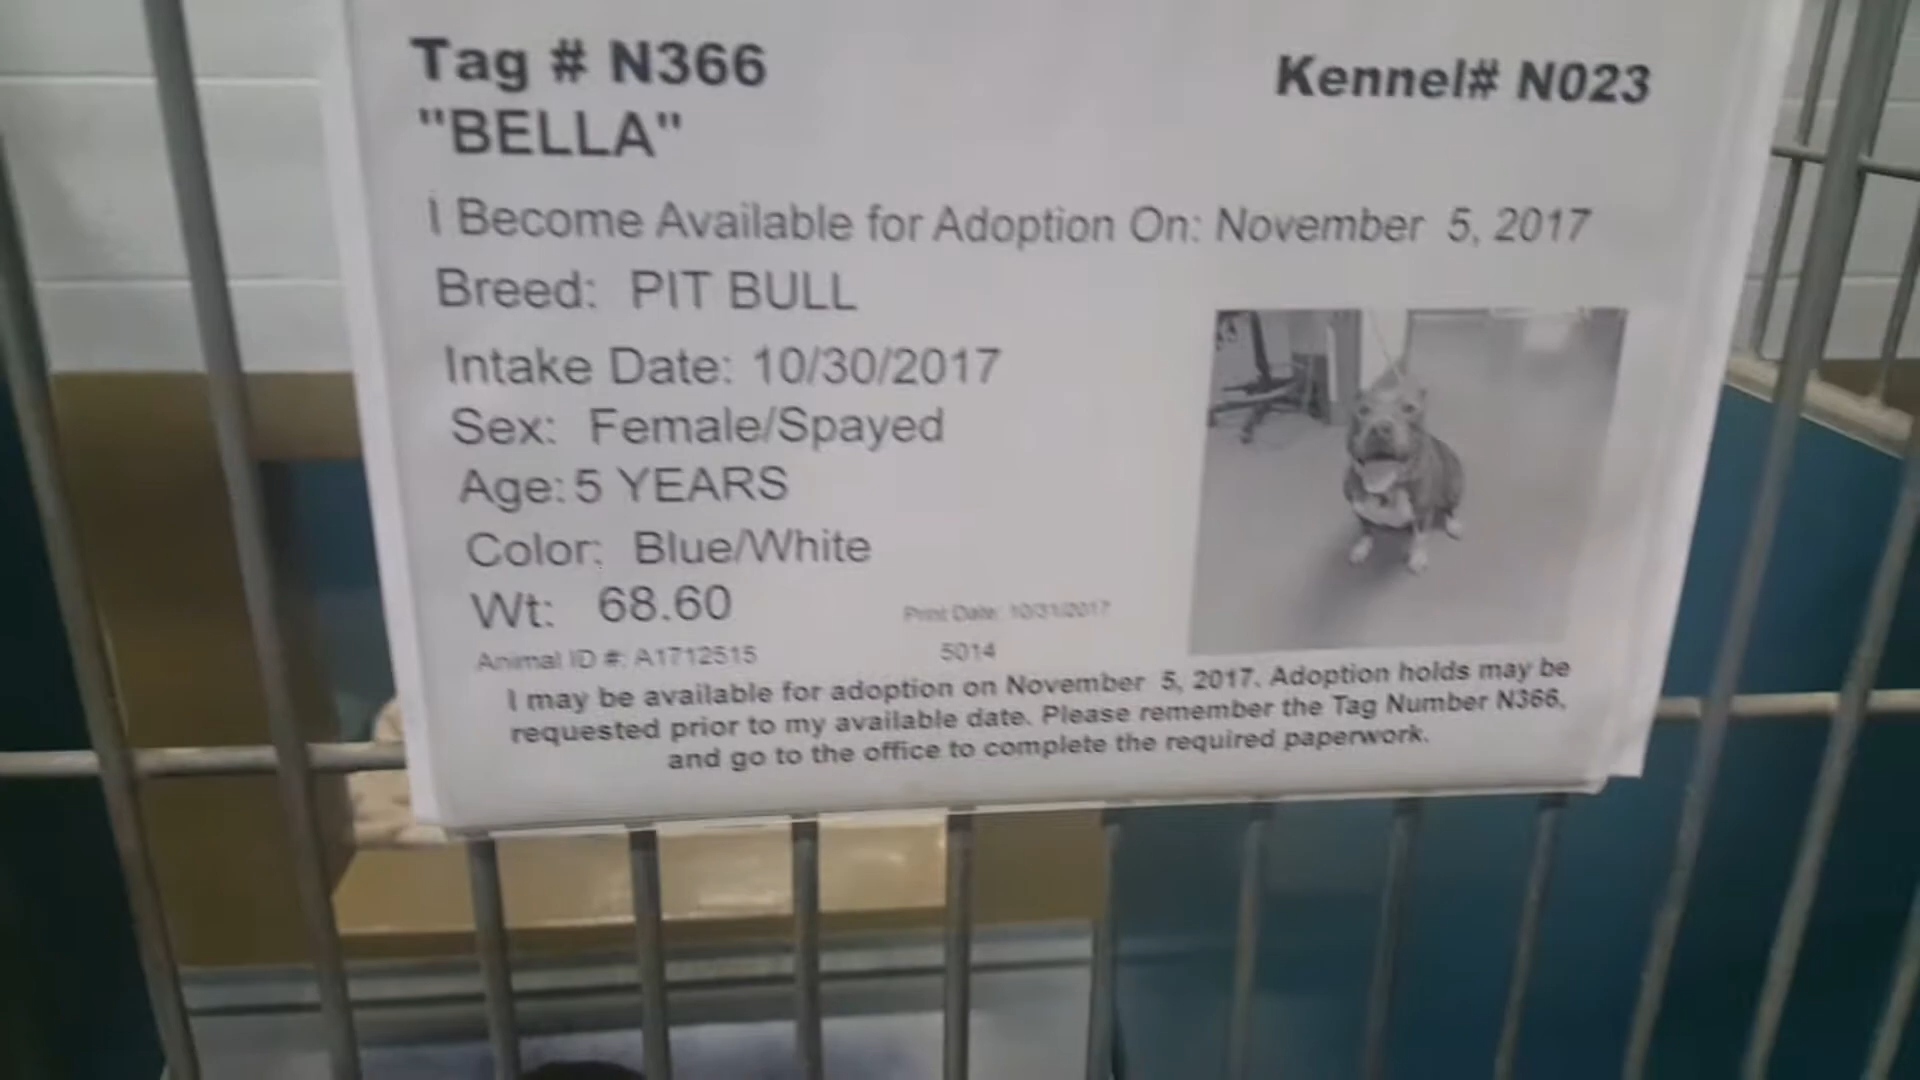 Tag # N366
Kennel# N023
"BELLA"
I Become Available for Adoption On: November 5, 2017
Breed: PIT BULL
Intake Date: 10/30/2017
Sex: Female/Spayed
Age: 5 YEARS
Color: Blue/White
Wt: 68.60
Print Date: 10/31/2017
Animal ID #: A1712515
5014
I may be available for adoption on November 5, 2017. Adoption holds may be
requested prior to my available date. Please remember the Tag Number N366,
and go to the office to complete the required paperwork.